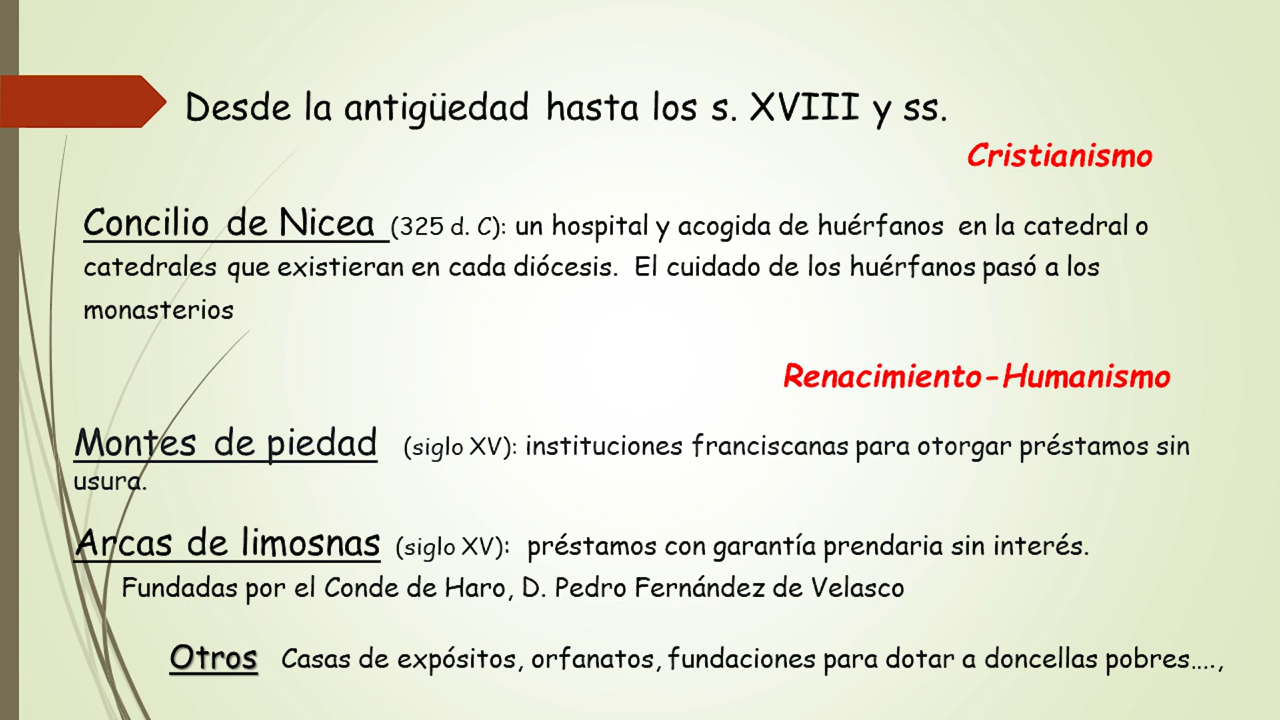 Desde la antigüedad hasta los s. XVIII y ss.
Cristianismo
Concilio de Nicea (325 d. C): un hospital y acogida de huérfanos en la catedral o
catedrales que existieran en cada diócesis. El cuidado de los huérfanos pasó a los
monasterios
Renacimiento-Humanismo
Montes de piedad (siglo XV): instituciones franciscanas para otorgar préstamos sin
usura.
Arcas de limosnas (siglo XV): préstamos con garantía prendaria sin interés.
Fundadas por el Conde de Haro, D. Pedro Fernández de Velasco
Otros Casas de expósitos, orfanatos, fundaciones para dotar a doncellas pobres….,